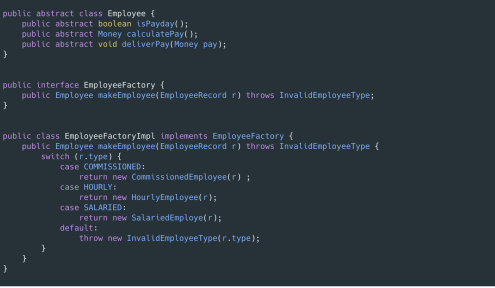 public abstract class Employee {
    public abstract boolean isPayday();
    public abstract Money calculatePay();
    public abstract void deliverPay(Money pay);
}
public interface EmployeeFactory {
    public Employee makeEmployee(EmployeeRecord r) throws InvalidEmployeeType;
}
public class EmployeeFactoryImpl implements EmployeeFactory {
    public Employee makeEmployee(EmployeeRecord r) throws InvalidEmployeeType {
        switch (r.type) {
            case COMMISSIONED:
                return new CommissionedEmployee(r) ;
            case HOURLY:
                return new HourlyEmployee(r);
            case SALARIED:
                return new SalariedEmploye(r);
            default:
                throw new InvalidEmployeeType(r.type);
        }
    }
}